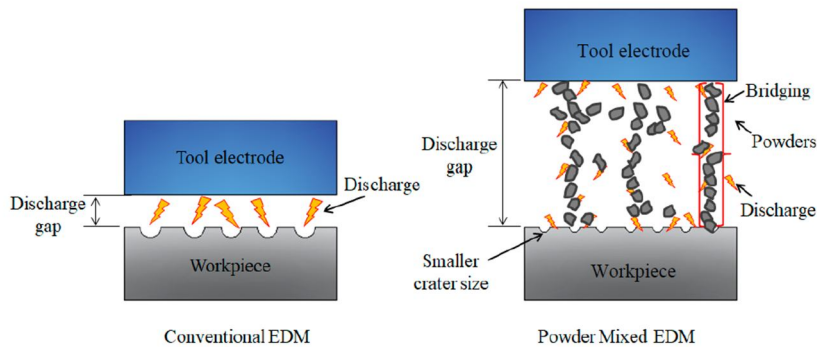 Tool electrode
Discharge
gap
Discharge
Workpiece
Conventional EDM
Tool electrode
Bridging
Powders
Discharge
gap
Discharge
Smaller
crater size
Workpiece
Powder Mixed EDM